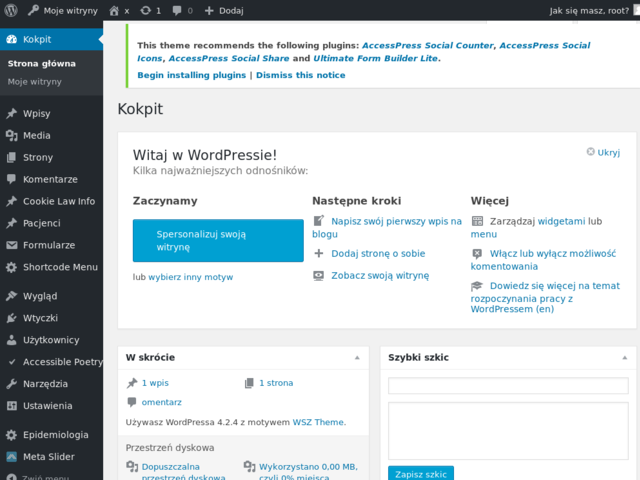 Moje witryny x 1 0 Dodaj Jak się masz, root?
Kokpit
Strona główna
Moje witryny
Wpisy
Media
Strony
Komentarze
Cookie Law Info
Pacjenci
Formularze
Shortcode Menu
Wygląd
Wtyczki
Użytkownicy
Accessible Poetry
Narzędzia
Ustawienia
Epidemiologia
Meta Slider
Zwiń menu
This theme recommends the following plugins: AccessPress Social Counter, AccessPress Social
Icons, AccessPress Social Share and Ultimate Form Builder Lite.
Begin installing plugins | Dismiss this notice
Kokpit
Witaj w WordPressie!
Ukryj
Kilka najważniejszych odnośników:
Zaczynamy
Spersonalizuj swoją
witrynę
lub wybierz inny motyw
Następne kroki
Napisz swój pierwszy wpis na
blogu
Dodaj stronę o sobie
Zobacz swoją witrynę
Więcej
Zarządzaj widgetami lub
menu
Włącz lub wyłącz możliwość
komentowania
Dowiedz się więcej na temat
rozpoczynania pracy z
WordPressem (en)
W skrócie
1 wpis 1 strona
omentarz
Używasz WordPressa 4.2.4 z motywem WSZ Theme.
Przestrzeń dyskowa
Dopuszczalna
przestrzeń dyskowa
Wykorzystano 0,00 MB,
czyli 0% miejsca
Szybki szkic
Zapisz szkic